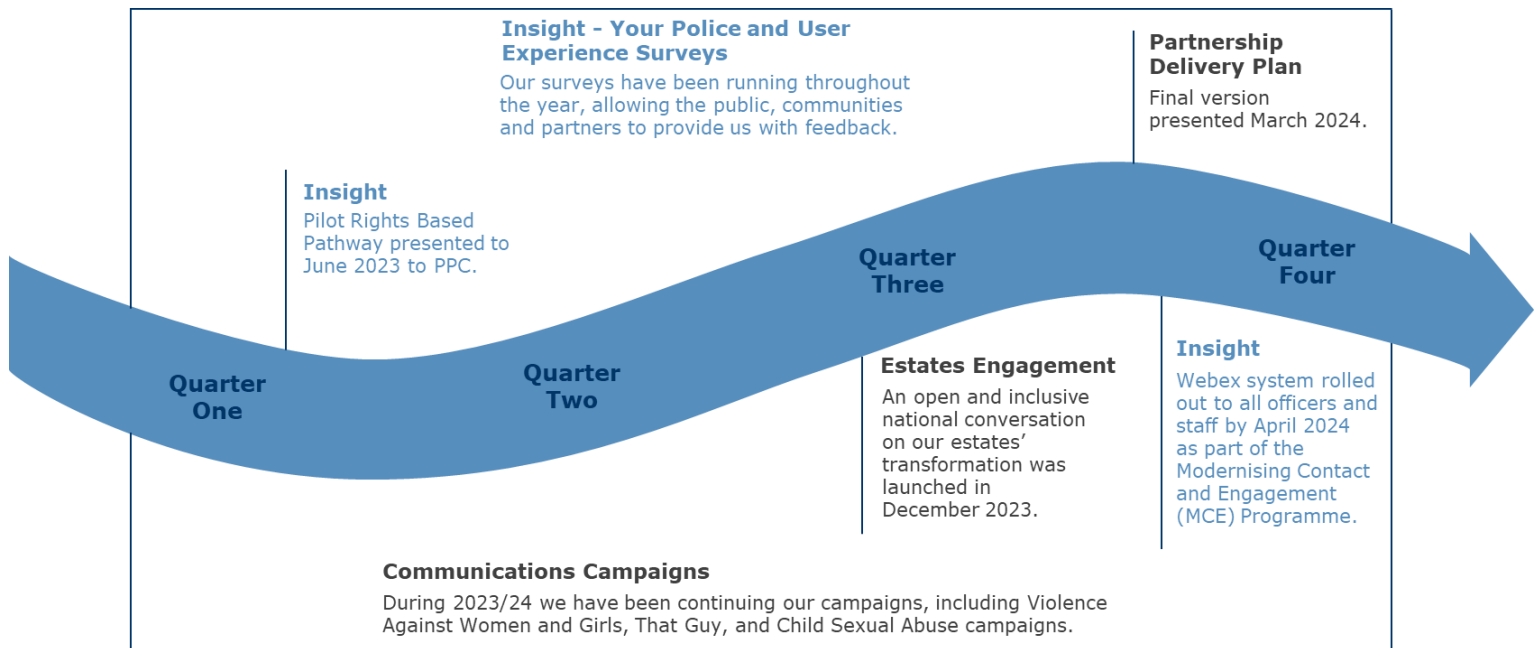 Insight - Your Police and User
Experience Surveys
Our surveys have been running throughout
the year, allowing the public, communities
and partners to provide us with feedback.
Partnership
Delivery Plan
Final version
presented March 2024.
Insight
Pilot Rights Based
Pathway presented to
June 2023 to PPC.
Quarter
One
Quarter
Two
Quarter
Three
Quarter
Four
Estates Engagement
An open and inclusive
national conversation
on our estates’
transformation was
launched in
December 2023.
Insight
Webex system rolled
out to all officers and
staff by April 2024
as part of the
Modernising Contact
and Engagement
(MCE) Programme.
Communications Campaigns
During 2023/24 we have been continuing our campaigns, including Violence
Against Women and Girls, That Guy, and Child Sexual Abuse campaigns.